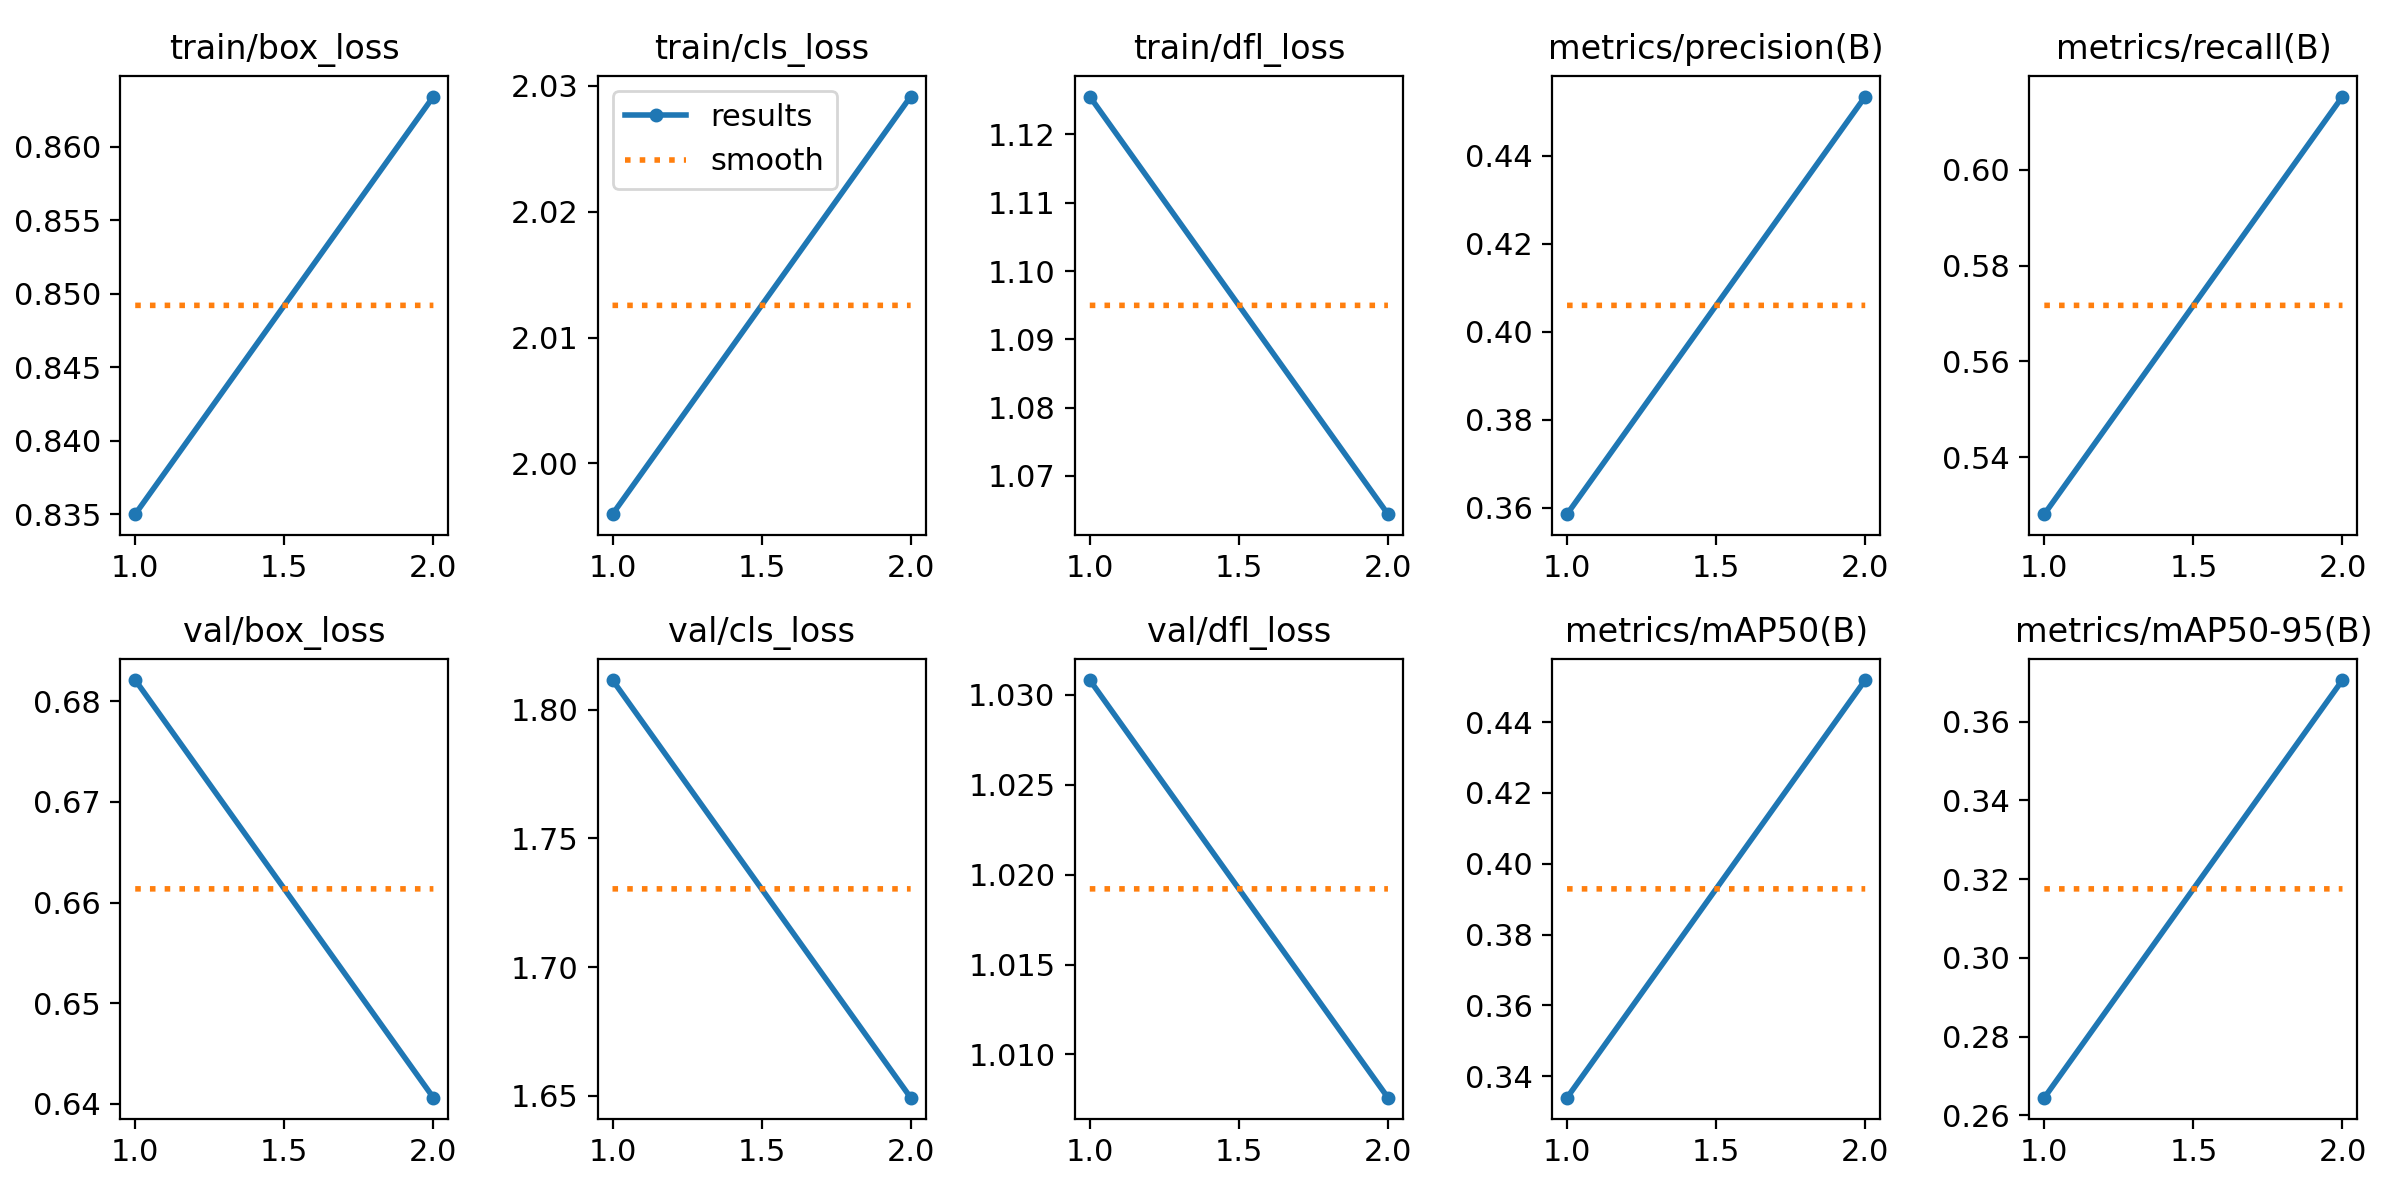 train/box_loss
train/cls_loss
train/dfl_loss
metrics/precision(B)
metrics/recall(B)
0.860
0.855
0.850
0.845
0.840
0.835
1.0 1.5 2.0
2.03
2.02
2.01
2.00
results
smooth
1.0 1.5 2.0
1.12
1.11
1.10
1.09
1.08
1.07
1.0 1.5 2.0
0.44
0.42
0.40
0.38
0.36
1.0 1.5 2.0
0.60
0.58
0.56
0.54
1.0 1.5 2.0
val/box_loss
val/cls_loss
val/dfl_loss
metrics/mAP50(B)
metrics/mAP50-95(B)
0.68
0.67
0.66
0.65
0.64
1.0 1.5 2.0
1.80
1.75
1.70
1.65
1.0 1.5 2.0
1.030
1.025
1.020
1.015
1.010
1.0 1.5 2.0
0.44
0.42
0.40
0.38
0.36
0.34
1.0 1.5 2.0
0.36
0.34
0.32
0.30
0.28
0.26
1.0 1.5 2.0